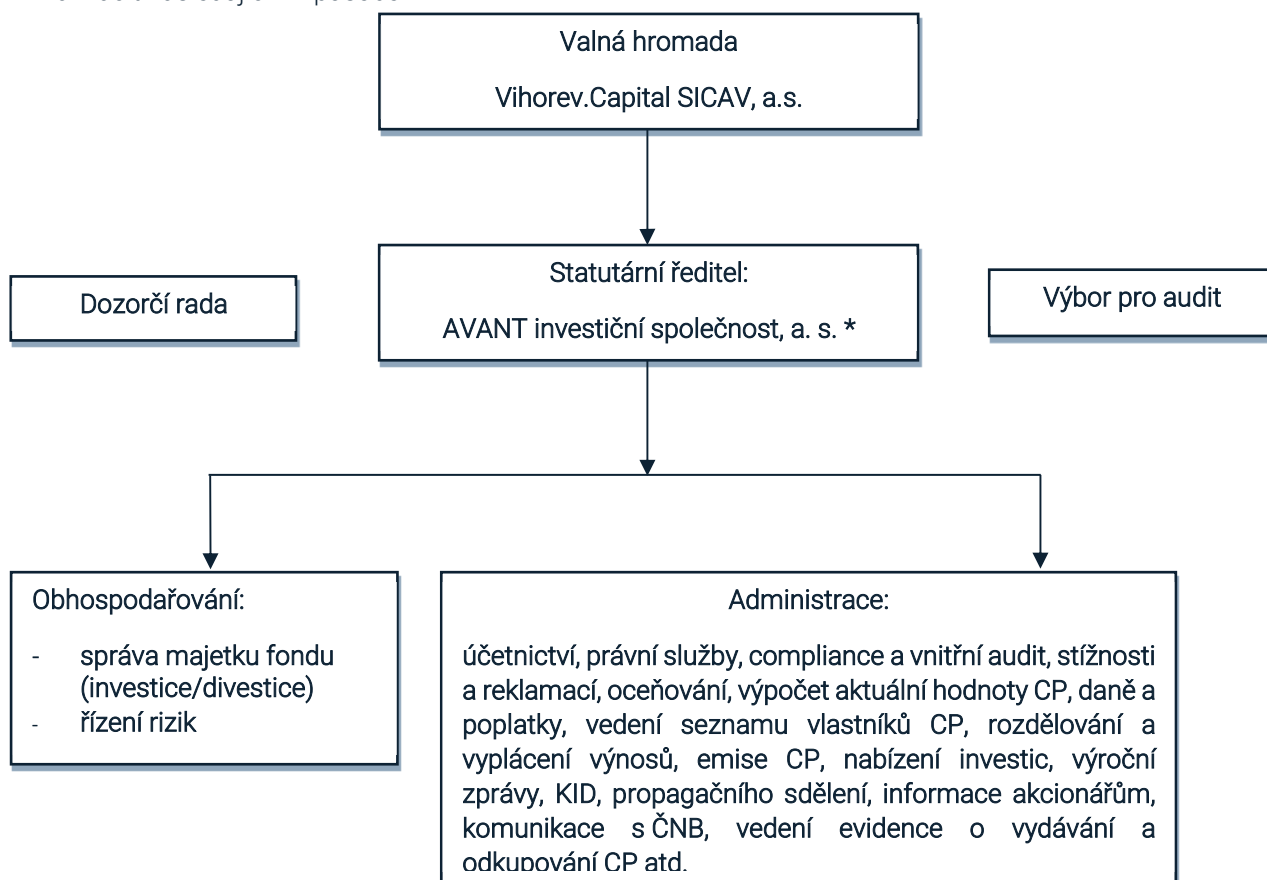 Valná hromada
Vihorev.Capital SICAV, a.s.
Statutární ředitel:
AVANT investiční společnost, a. s. *
Dozorčí rada
Výbor pro audit
Obhospodařování:
- správa majetku fondu
(investice/divestice)
- řízení rizik
Administrace:
účetnictví, právní služby, compliance a vnitřní audit, stížnosti
a reklamací, oceňování, výpočet aktuální hodnoty CP, daně a
poplatky, vedení seznamu vlastníků CP, rozdělování a
vyplácení výnosů, emise CP, nabízení investic, výroční
zprávy, KID, propagačního sdělení, informace akcionářům,
komunikace s ČNB, vedení evidence o vydávání a
odkupování CP atd.